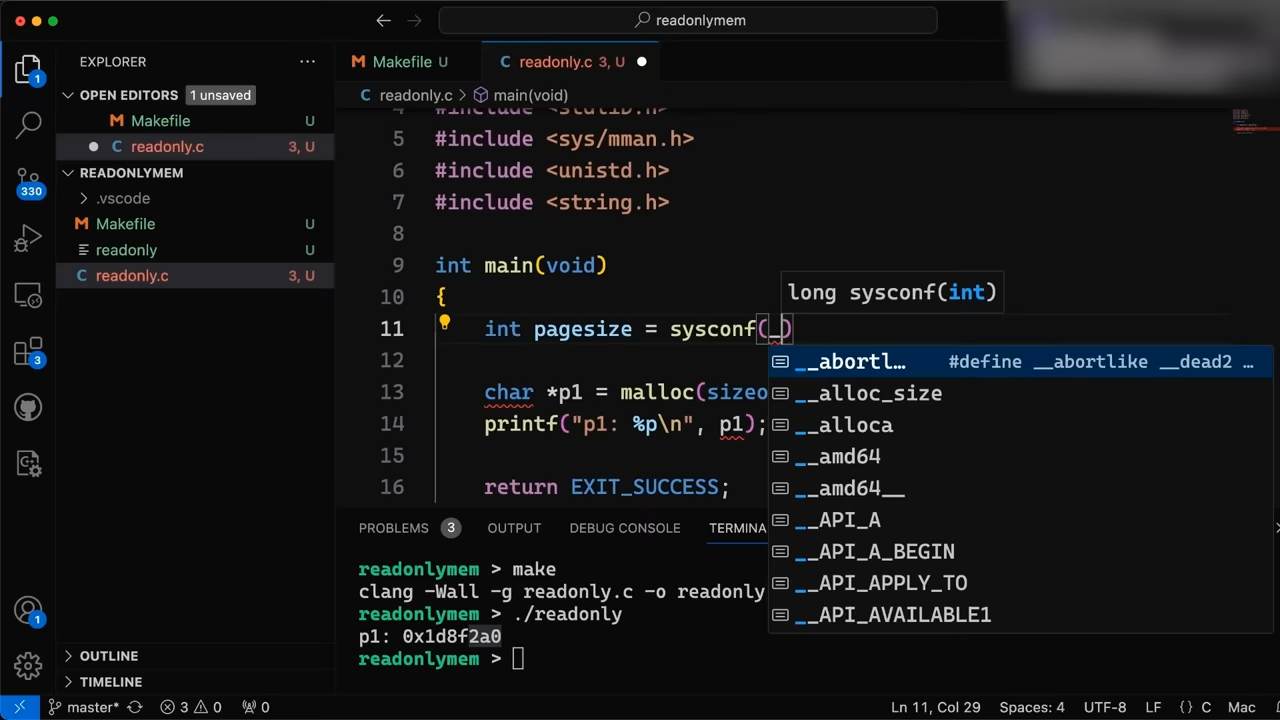 readonlymem
EXPLORER
Makefile U
readonly.c 3, U
OPEN EDITORS 1 unsaved
Makefile U
readonly.c 3, U
READONLYMEM
.vscode
Makefile U
readonly U
readonly.c 3, U
OUTLINE
TIMELINE
1
330
3
1
readonly.c > main(void)
4 #include <stdlib.h>
5 #include <sys/mman.h>
6 #include <unistd.h>
7 #include <string.h>
8
9 int main(void)
10 {
long sysconf(int)
11 int pagesize = sysconf(_)
12
13 char *p1 = malloc(sizeo
14 printf("p1: %p\n", p1);
15
16 return EXIT_SUCCESS;
__abortl… #define __abortlike __dead2 …
__alloc_size
__alloca
__amd64
__amd64__
__API_A
__API_A_BEGIN
__API_APPLY_TO
__API_AVAILABLE1
PROBLEMS 3 OUTPUT DEBUG CONSOLE TERMINA
readonlymem > make
clang -Wall -g readonly.c -o readonly
readonlymem > ./readonly
p1: 0x1d8f2a0
readonlymem >
master* 3 0 0 Ln 11, Col 29 Spaces: 4 UTF-8 LF {} C Mac